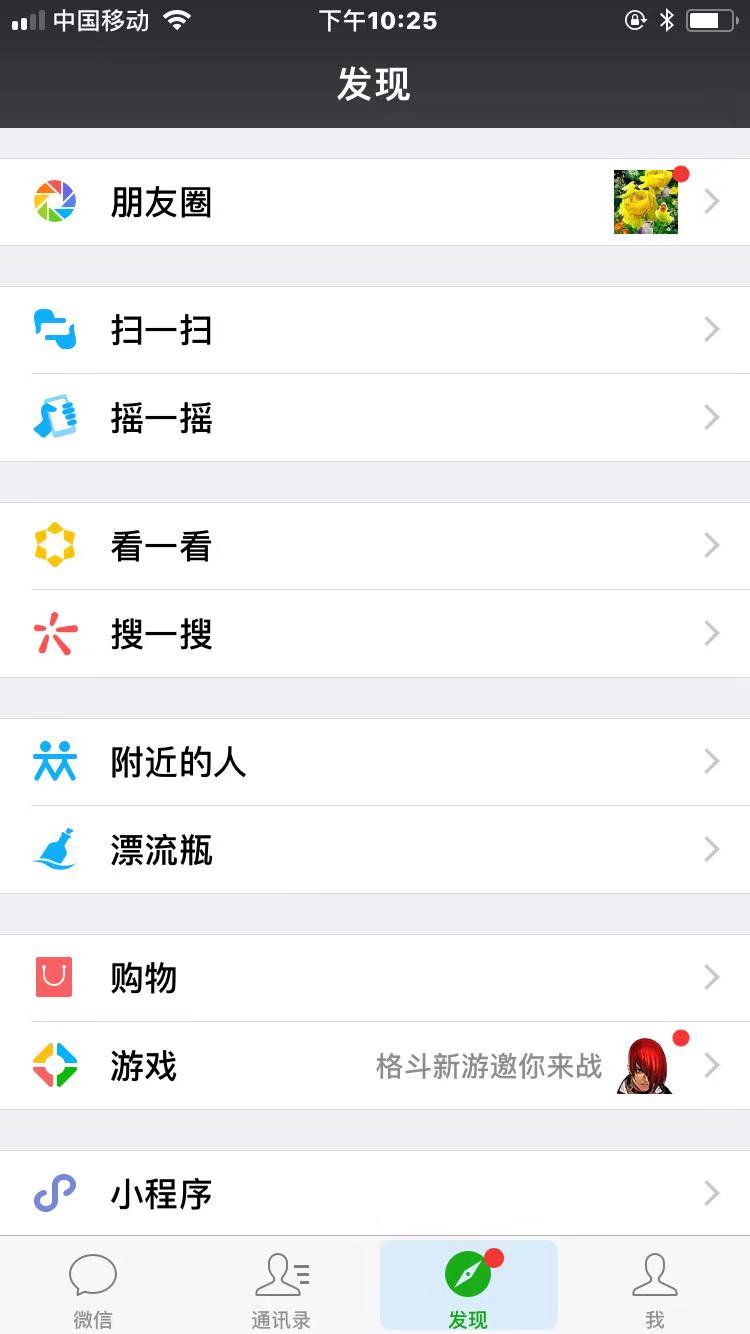 中国移动 下午10:25
发现
朋友圈
扫一扫
摇一摇
看一看
搜一搜
附近的人
漂流瓶
购物
游戏 格斗新游邀你来战
小程序
微信 通讯录 发现 我